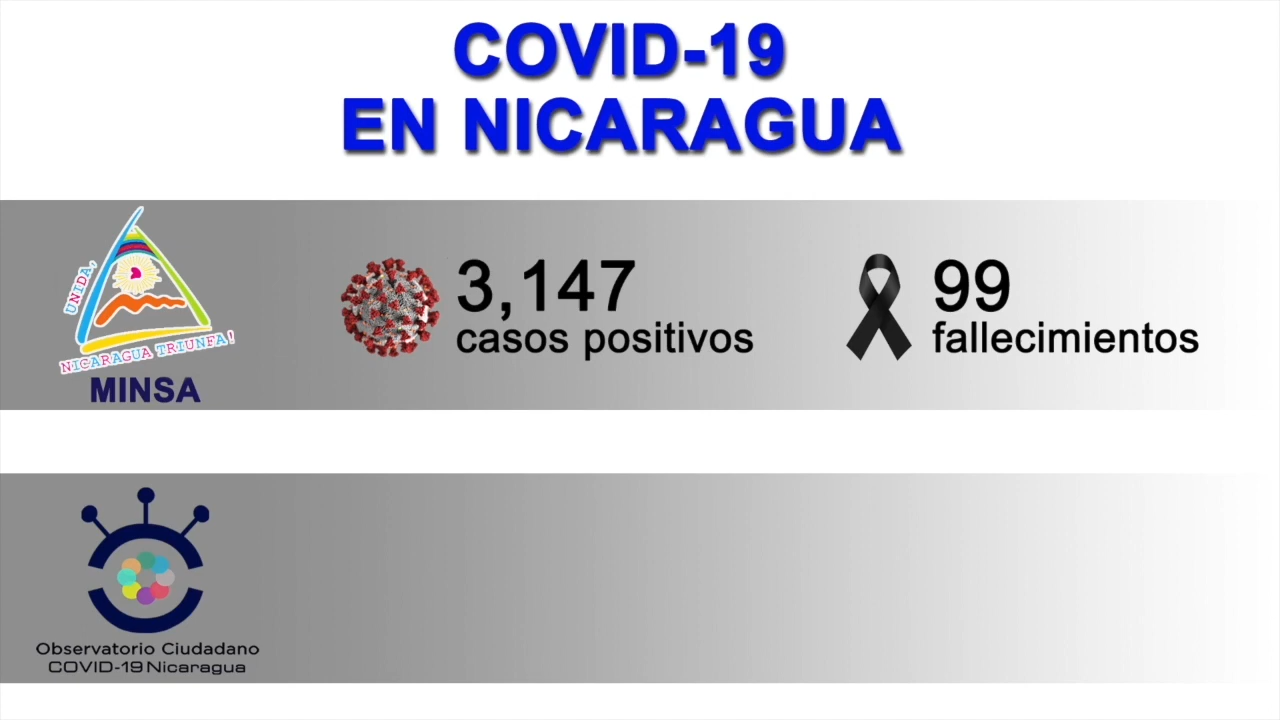 COVID-19
EN NICARAGUA
UNIDA,
NICARAGUA TRIUNFA!
MINSA
3,147
casos positivos
99
fallecimientos
Observatorio Ciudadano
COVID-19 Nicaragua